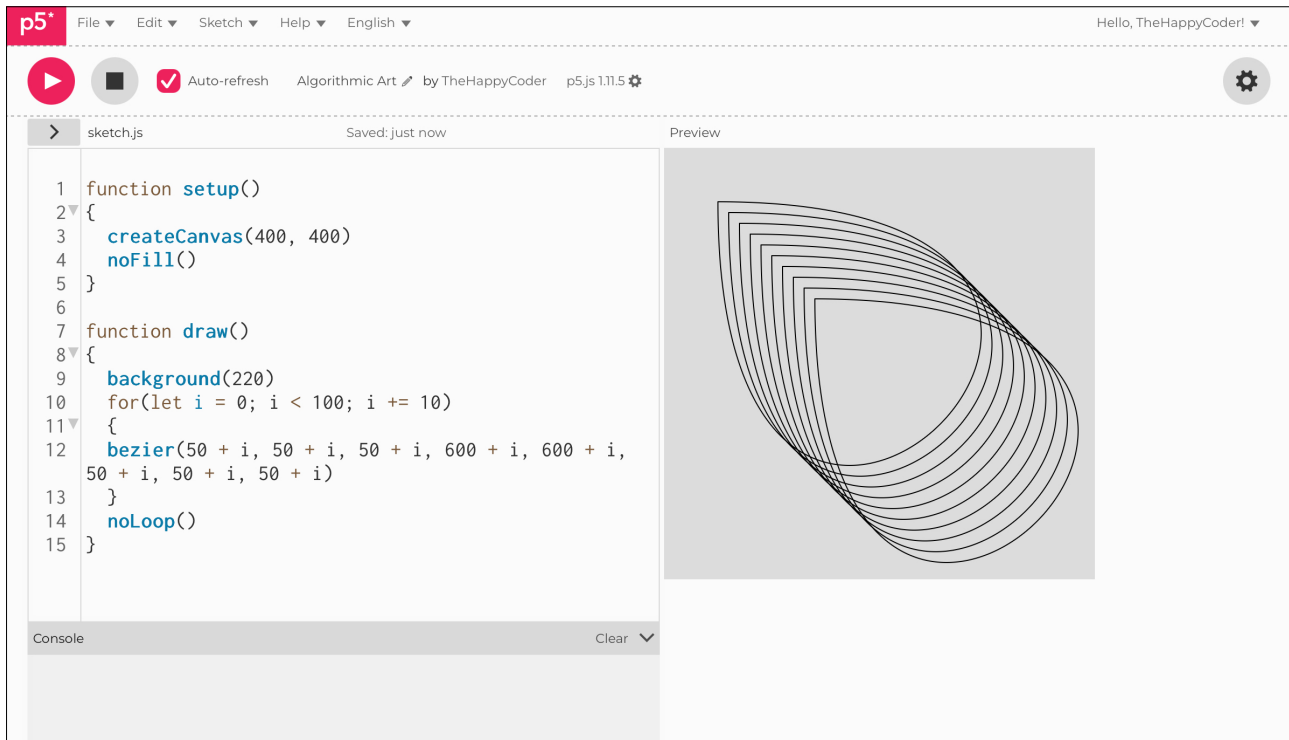 p5* File Edit Sketch Help English Hello, TheHappyCoder!
Auto-refresh Algorithmic Art by TheHappyCoder p5.js 1.11.5
sketch.js Saved: just now Preview
1 function setup()
2 {
3 createCanvas(400, 400)
4 noFill()
5 }
6
7 function draw()
8 {
9 background(220)
10 for(let i = 0; i < 100; i += 10)
11 {
12 bezier(50 + i, 50 + i, 50 + i, 600 + i, 600 + i,
50 + i, 50 + i, 50 + i)
13 }
14 noLoop()
15 }
Console Clear